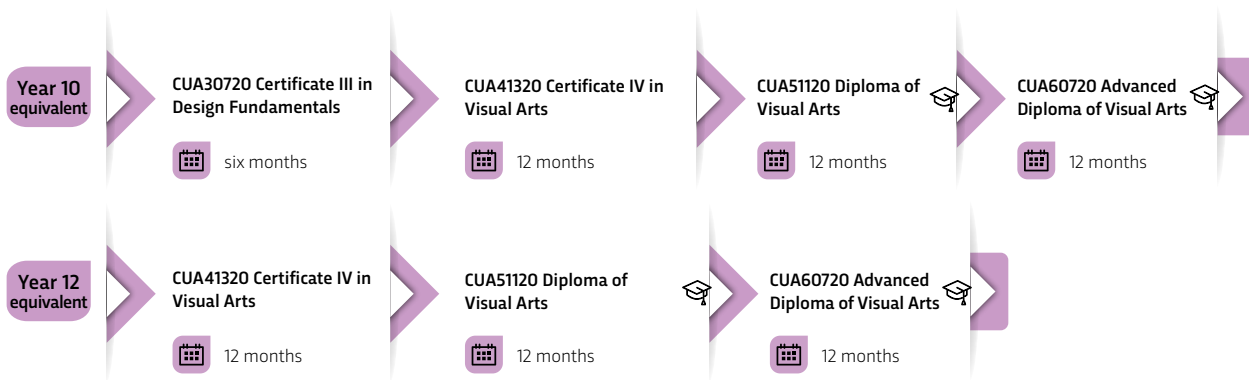 Year 10
equivalent
CUA30720 Certificate III in
Design Fundamentals
six months
CUA41320 Certificate IV in
Visual Arts
12 months
CUA51120 Diploma of
Visual Arts
12 months
CUA60720 Advanced
Diploma of Visual Arts
12 months
Year 12
equivalent
CUA41320 Certificate IV in
Visual Arts
12 months
CUA51120 Diploma of
Visual Arts
12 months
CUA60720 Advanced
Diploma of Visual Arts
12 months